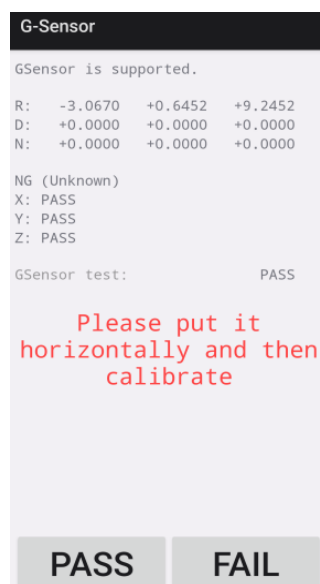 G-Sensor
GSensor is supported.
R: -3.0670 +0.6452 +9.2452
D: +0.0000 +0.0000 +0.0000
N: +0.0000 +0.0000 +0.0000
NG (Unknown)
X: PASS
Y: PASS
Z: PASS
GSensor test: PASS
Please put it
horizontally and then
calibrate
PASS FAIL